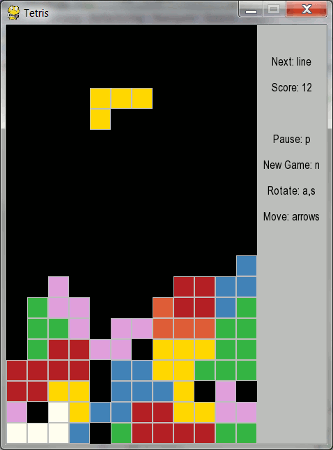 Tetris
Next: line
Score: 12
Pause: p
New Game: n
Rotate: a,s
Move: arrows